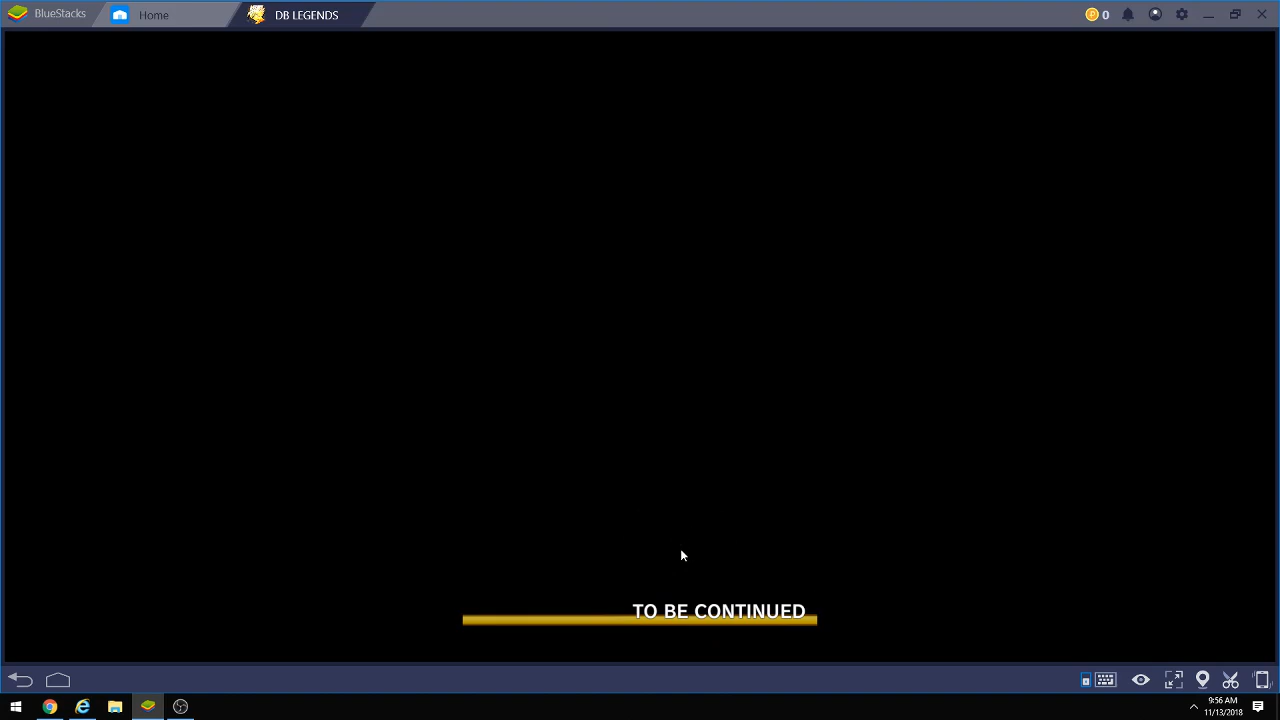 BlueStacks
Home
DB LEGENDS
0
TO BE CONTINUED
9:56 AM
11/13/2018